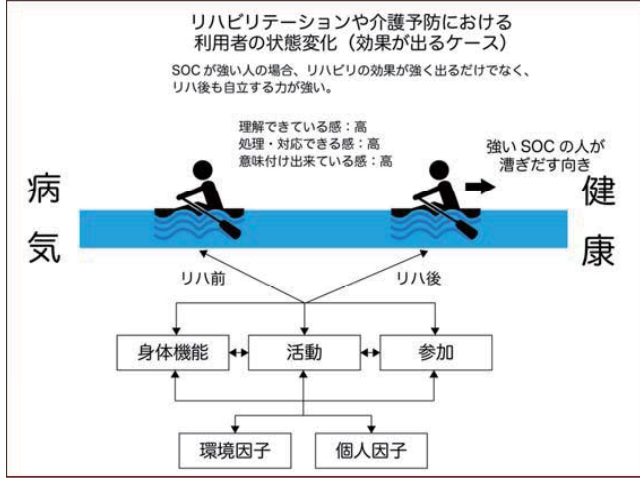 リハビリテーションや介護予防における
利用者の状態変化（効果が出るケース）
SOC が強い人の場合、リハビリの効果が強く出るだけでなく、
リハ後も自立する力が強い。
理解できている感：高
処理・対応できる感：高
意味付け出来ている感：高
強い SOC の人が
漕ぎだす向き
病気
健康
リハ前
リハ後
身体機能
活動
参加
環境因子
個人因子